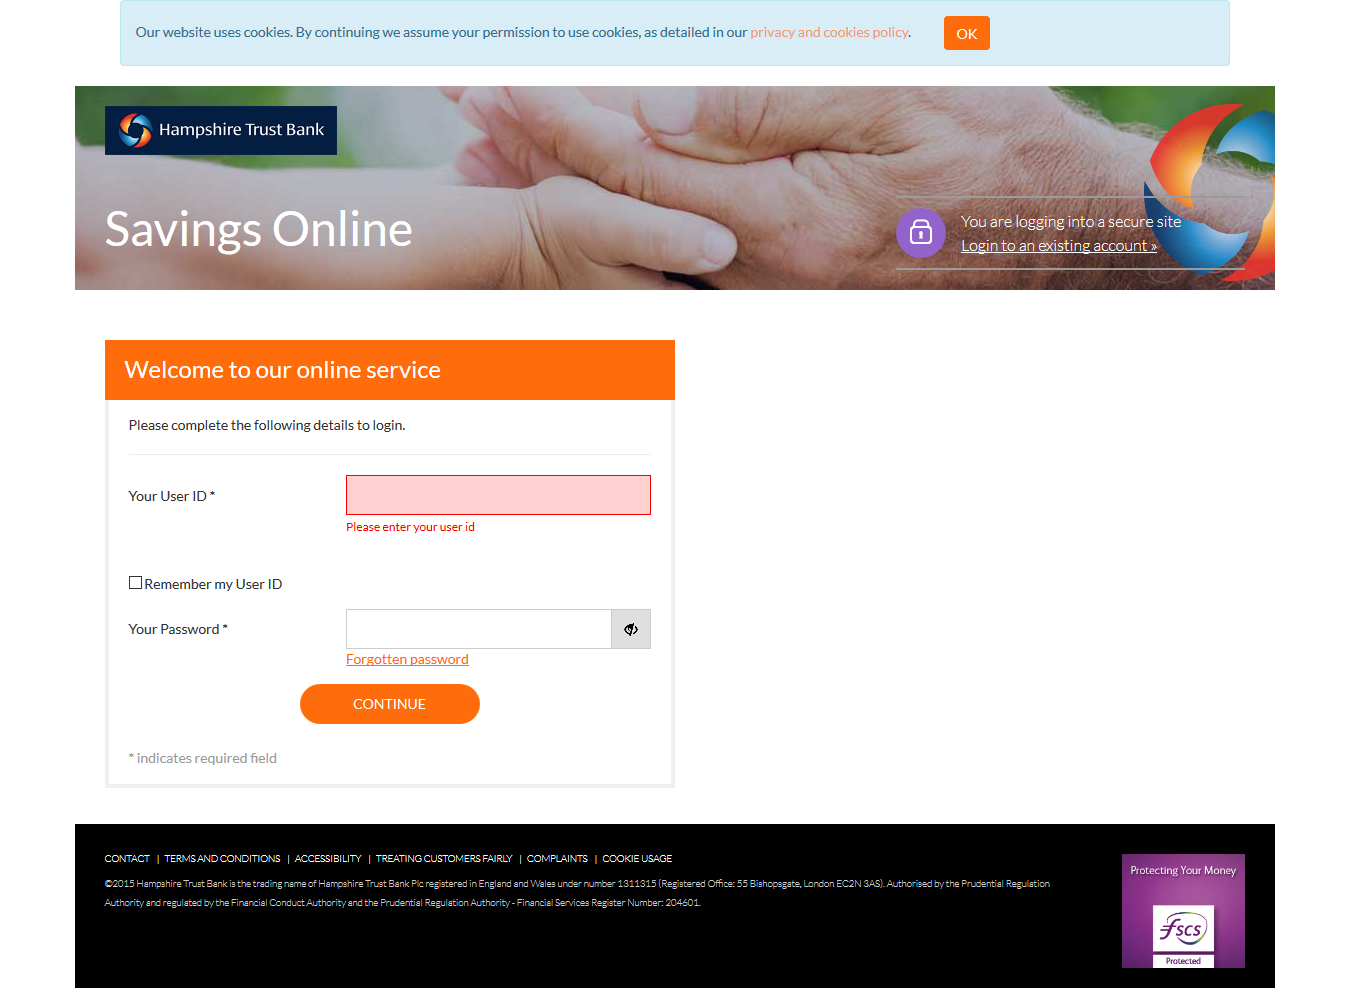 Our website uses cookies. By continuing we assume your permission to use cookies, as detailed in our privacy and cookies policy.
OK
Hampshire Trust Bank
Savings Online
You are logging into a secure site
Login to an existing account »
Welcome to our online service
Please complete the following details to login.
Your User ID *
Please enter your user id
Remember my User ID
Your Password *
Forgotten password
CONTINUE
* indicates required field
CONTACT | TERMS AND CONDITIONS | ACCESSIBILITY | TREATING CUSTOMERS FAIRLY | COMPLAINTS | COOKIE USAGE
©2015 Hampshire Trust Bank is the trading name of Hampshire Trust Bank Plc registered in England and Wales under number 1311315 (Registered Office: 55 Bishopsgate, London EC2N 3AS). Authorised by the Prudential Regulation
Authority and regulated by the Financial Conduct Authority and the Prudential Regulation Authority - Financial Services Register Number: 204601.
Protecting Your Money
fscs
Protected